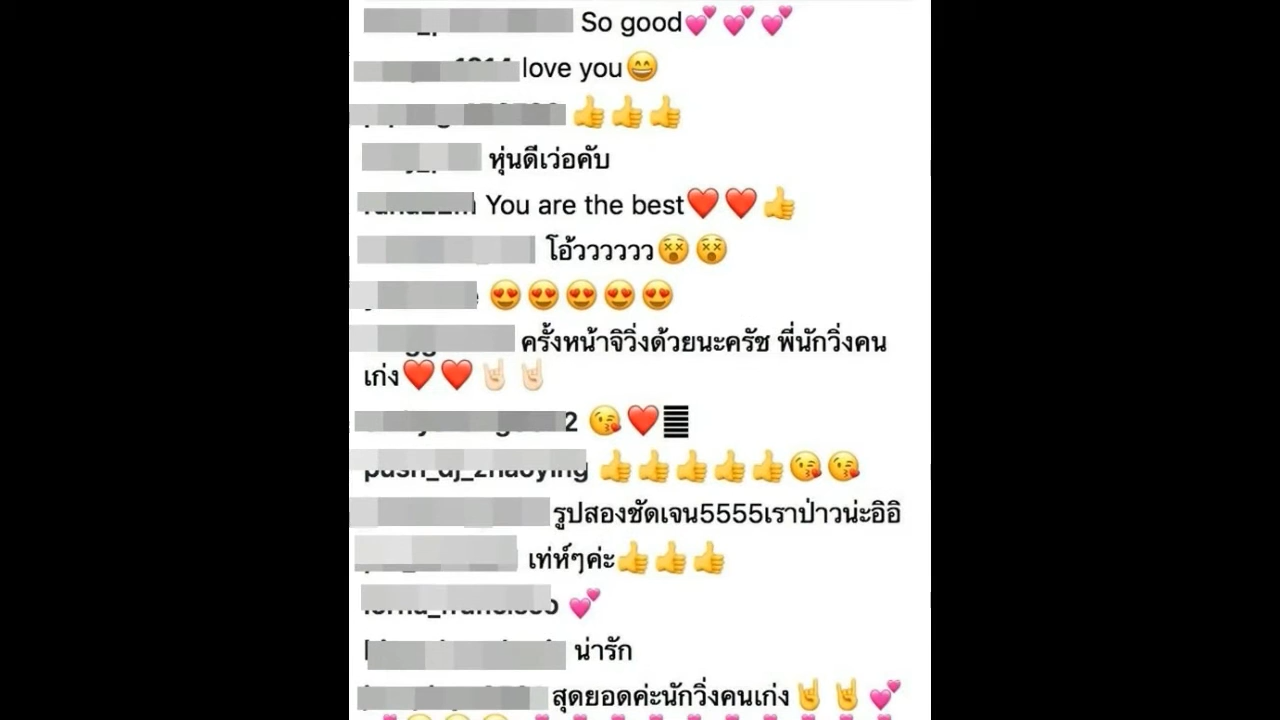 So good💕💕💕
love you😄
👍👍👍
หุ่นดีเว่อคับ
You are the best❤️❤️👍
โอ้วววววว😵😵
😍😍😍😍😍
ครั้งหน้าจิวิ่งด้วยนะครัช พี่นักวิ่งคน
เก่ง❤️❤️🤘🏻🤘🏻
2 😘❤️
👍👍👍👍👍😘😘
รูปสองชัดเจน5555เราป่าวน่ะอิอิ
เท่ห์ๆค่ะ👍👍👍
💕
น่ารัก
สุดยอดค่ะนักวิ่งคนเก่ง🤘🤘💕